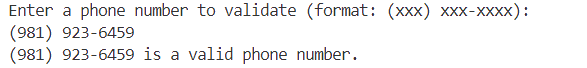 Enter a phone number to validate (format: (xxx) xxx-xxxx):
(981) 923-6459
(981) 923-6459 is a valid phone number.